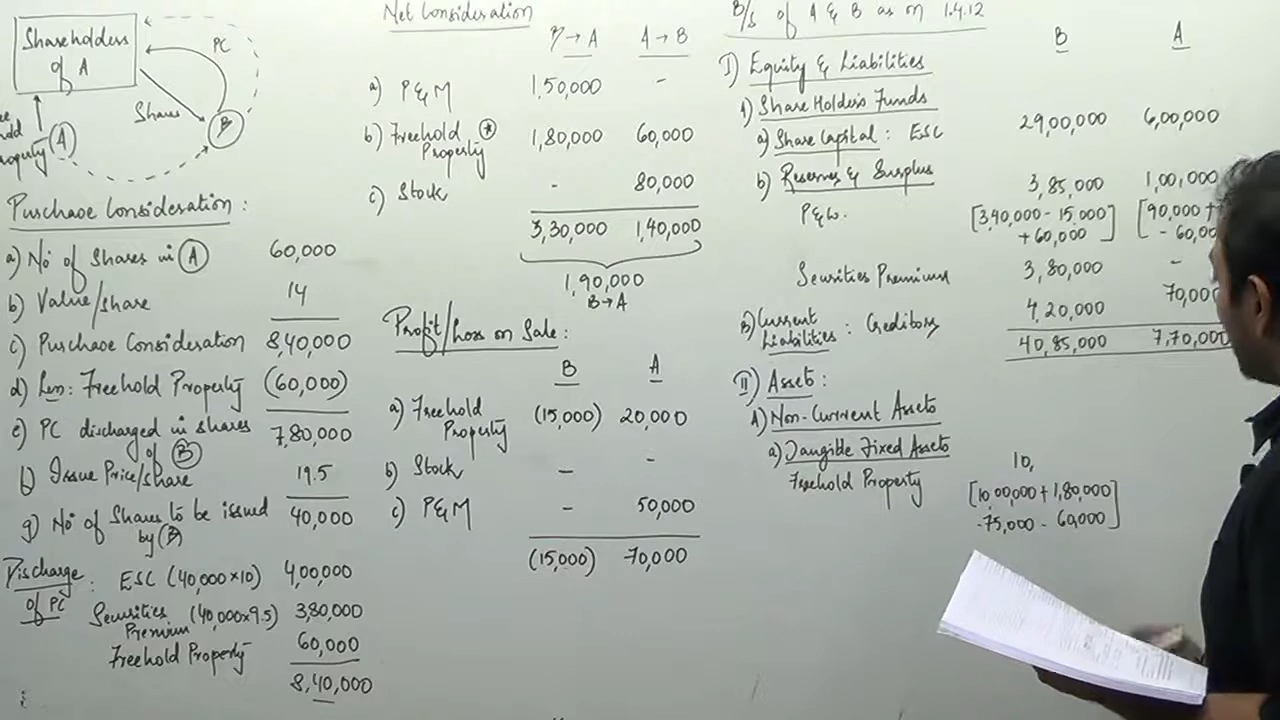 Shareholders
of A
PC
Shares
B
A
Property
Purchase Consideration :
a) No of Shares in A 60,000
b) Value/share 14
c) Purchase Consideration 8,40,000
d) Less: Freehold Property (60,000)
e) PC discharged in shares 7,80,000
of B
f) Issue Price/share 19.5
g) No of Shares to be issued 40,000
by B
Discharge
of PC : ESC (40,000×10) 4,00,000
Securities (40,000×9.5) 3,80,000
Premium
Freehold Property 60,000
8,40,000
Net Consideration
B→A A→B
a) P&M 1,50,000 -
b) Freehold 1,80,000 60,000
Property
c) Stock - 80,000
3,30,000 1,40,000
1,90,000
B→A
Profit/Loss on Sale :
B A
a) Freehold (15,000) 20,000
Property
b) Stock - -
c) P&M - 50,000
(15,000) 70,000
B/S of A & B as on 1.4.12
B A
I) Equity & Liabilities
A) Share Holders Funds
a) Share Capital : ESC 29,00,000 6,00,000
b) Reserves & Surplus
3,85,000 1,00,000
P&L. [3,40,000 - 15,000 [90,000 +
+ 60,000] - 60,00
Securities Premium 3,80,000 -
B) Current
Liabilities : Creditors 4,20,000 70,000
40,85,000 7,70,000
II) Asset :
A) Non-Current Assets
a) Tangible Fixed Assets
Freehold Property 10,
[10,00,000 + 1,80,000
-75,000 - 60,000]